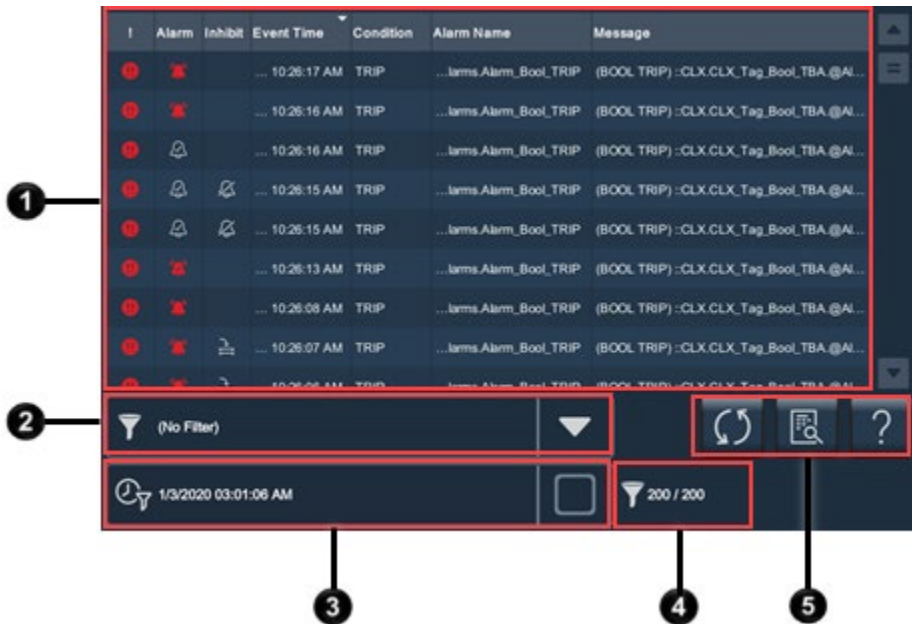 ! Alarm Inhibit Event Time Condition Alarm Name Message
... 10:26:17 AM TRIP ...larms.Alarm_Bool_TRIP (BOOL TRIP) ::CLX.CLX_Tag_Bool_TBA.@Al...
... 10:26:16 AM TRIP ...larms.Alarm_Bool_TRIP (BOOL TRIP) ::CLX.CLX_Tag_Bool_TBA.@Al...
... 10:26:16 AM TRIP ...larms.Alarm_Bool_TRIP (BOOL TRIP) ::CLX.CLX_Tag_Bool_TBA.@Al...
1
... 10:26:15 AM TRIP ...larms.Alarm_Bool_TRIP (BOOL TRIP) ::CLX.CLX_Tag_Bool_TBA.@Al...
... 10:26:15 AM TRIP ...larms.Alarm_Bool_TRIP (BOOL TRIP) ::CLX.CLX_Tag_Bool_TBA.@Al...
... 10:26:13 AM TRIP ...larms.Alarm_Bool_TRIP (BOOL TRIP) ::CLX.CLX_Tag_Bool_TBA.@Al...
... 10:26:08 AM TRIP ...larms.Alarm_Bool_TRIP (BOOL TRIP) ::CLX.CLX_Tag_Bool_TBA.@Al...
... 10:26:07 AM TRIP ...larms.Alarm_Bool_TRIP (BOOL TRIP) ::CLX.CLX_Tag_Bool_TBA.@Al...
2 (No Filter) ?
1/3/2020 03:01:06 AM 200 / 200
3 4 5